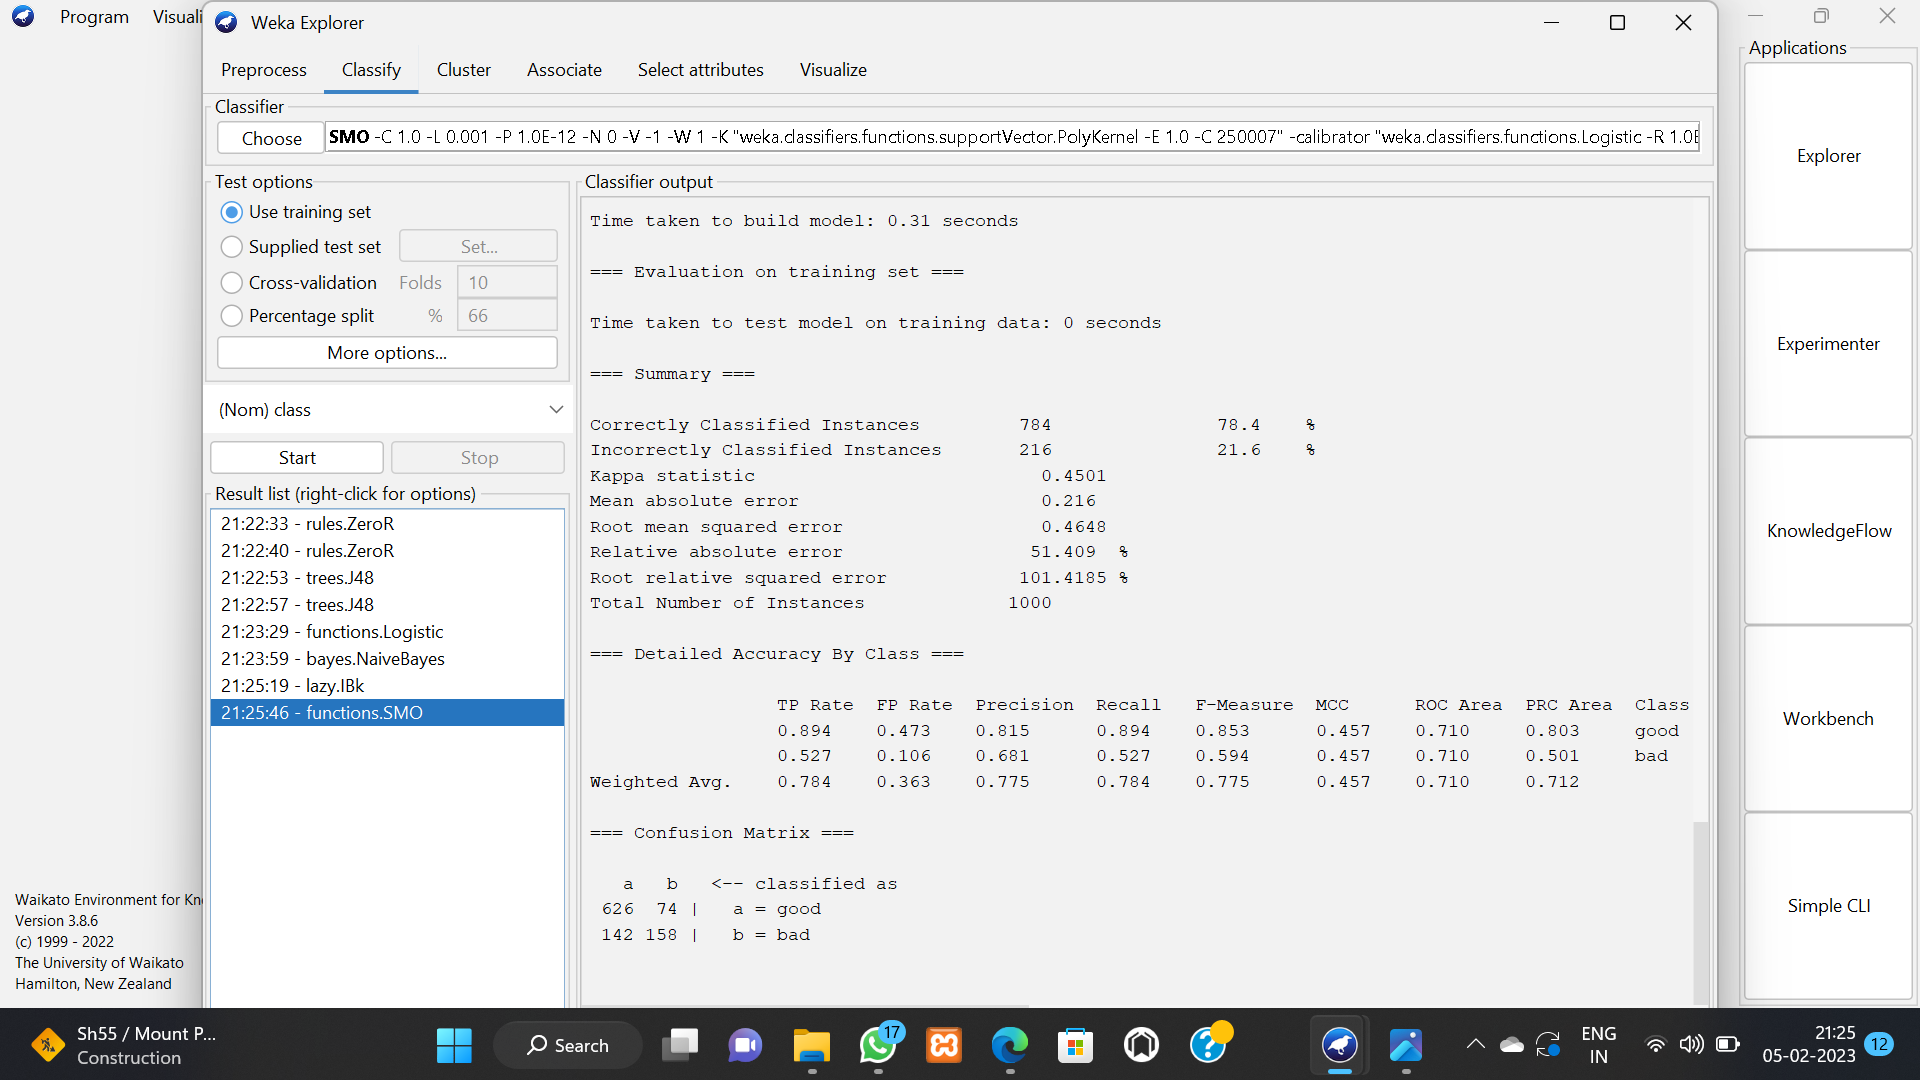 Program Visuali
Weka Explorer
Preprocess Classify Cluster Associate Select attributes Visualize
Classifier
Choose SMO -C 1.0 -L 0.001 -P 1.0E-12 -N 0 -V -1 -W 1 -K "weka.classifiers.functions.supportVector.PolyKernel -E 1.0 -C 250007" -calibrator "weka.classifiers.functions.Logistic -R 1.0E
Test options
Use training set
Supplied test set Set...
Cross-validation Folds 10
Percentage split % 66
More options...
(Nom) class
Start Stop
Result list (right-click for options)
21:22:33 - rules.ZeroR
21:22:40 - rules.ZeroR
21:22:53 - trees.J48
21:22:57 - trees.J48
21:23:29 - functions.Logistic
21:23:59 - bayes.NaiveBayes
21:25:19 - lazy.IBk
21:25:46 - functions.SMO
Classifier output
Time taken to build model: 0.31 seconds
=== Evaluation on training set ===
Time taken to test model on training data: 0 seconds
=== Summary ===
Correctly Classified Instances 784 78.4 %
Incorrectly Classified Instances 216 21.6 %
Kappa statistic 0.4501
Mean absolute error 0.216
Root mean squared error 0.4648
Relative absolute error 51.409 %
Root relative squared error 101.4185 %
Total Number of Instances 1000
=== Detailed Accuracy By Class ===
TP Rate FP Rate Precision Recall F-Measure MCC ROC Area PRC Area Class
0.894 0.473 0.815 0.894 0.853 0.457 0.710 0.803 good
0.527 0.106 0.681 0.527 0.594 0.457 0.710 0.501 bad
Weighted Avg. 0.784 0.363 0.775 0.784 0.775 0.457 0.710 0.712
=== Confusion Matrix ===
a b <-- classified as
626 74 | a = good
142 158 | b = bad
Applications
Explorer
Experimenter
KnowledgeFlow
Workbench
Simple CLI
Waikato Environment for Kn
Version 3.8.6
(c) 1999 - 2022
The University of Waikato
Hamilton, New Zealand
Sh55 / Mount P...
Construction
Search
17
ENG
IN
21:25
05-02-2023
12